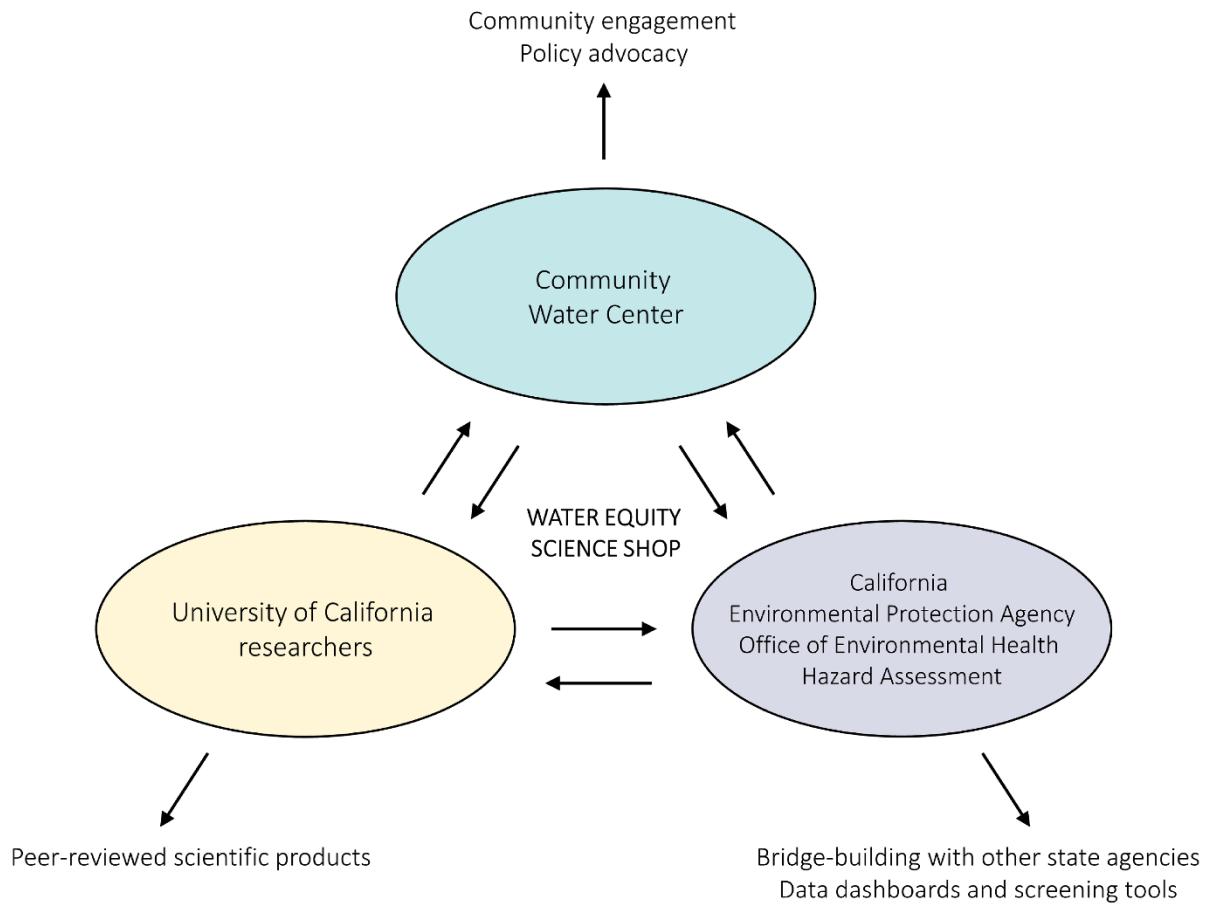 Community engagement
Policy advocacy
Community
Water Center
WATER EQUITY
SCIENCE SHOP
University of California
researchers
California
Environmental Protection Agency
Office of Environmental Health
Hazard Assessment
Peer-reviewed scientific products
Bridge-building with other state agencies
Data dashboards and screening tools